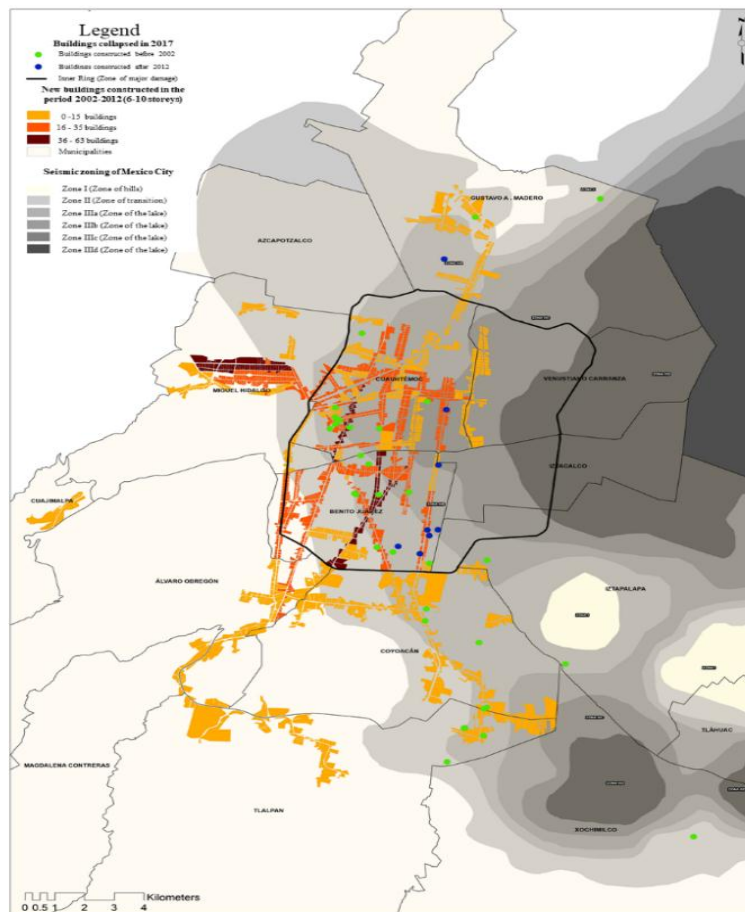 Legend
Buildings collapsed in 2017
Buildings constructed before 2002
Buildings constructed after 2012
Inner Ring (Zone of major damage)
New buildings constructed in the
period 2002-2012 (6-10 storeys)
0 -15 buildings
16 - 35 buildings
36 - 63 buildings
Municipalities
Seismic zoning of Mexico City
Zone I (Zone of hills)
Zone II (Zone of transition)
Zone IIIa (Zone of the lake)
Zone IIIb (Zone of the lake)
Zone IIIc (Zone of the lake)
Zone IIId (Zone of the lake)
GUSTAVO A. MADERO
AZCAPOTZALCO
CUAUHTÉMOC
VENUSTIANO CARRANZA
MIGUEL HIDALGO
IZTACALCO
CUAJIMALPA
BENITO JUÁREZ
ÁLVARO OBREGÓN
IZTAPALAPA
COYOACÁN
TLÁHUAC
MAGDALENA CONTRERAS
TLALPAN
XOCHIMILCO
Kilometers
0 0.5 1 2 3 4